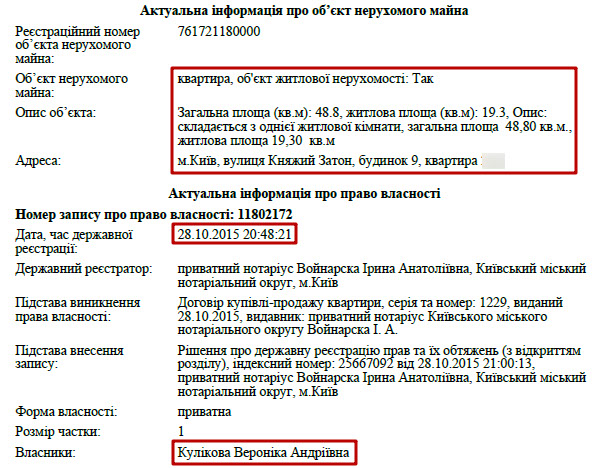 Актуальна інформація про об’єкт нерухомого майна
Реєстраційний номер об’єкта нерухомого майна: 761721180000
Об’єкт нерухомого майна: квартира, об'єкт житлової нерухомості: Так
Опис об’єкта: Загальна площа (кв.м): 48.8, житлова площа (кв.м): 19.3, Опис:
складається з однієї житлової кімнати, загальна площа 48,80 кв.м.,
житлова площа 19,30 кв.м
Адреса: м.Київ, вулиця Княжий Затон, будинок 9, квартира
Актуальна інформація про право власності
Номер запису про право власності: 11802172
Дата, час державної реєстрації: 28.10.2015 20:48:21
Державний реєстратор: приватний нотаріус Войнарска Ірина Анатоліївна, Київський міський
нотаріальний округ, м.Київ
Підстава виникнення права власності: Договір купівлі-продажу квартири, серія та номер: 1229, виданий
28.10.2015, видавник: приватний нотаріус Київського міського
нотаріального округу Войнарска І. А.
Підстава внесення запису: Рішення про державну реєстрацію прав та їх обтяжень (з відкриттям
розділу), індексний номер: 25667092 від 28.10.2015 21:00:13,
приватний нотаріус Войнарска Ірина Анатоліївна, Київський міський
нотаріальний округ, м.Київ
Форма власності: приватна
Розмір частки: 1
Власники: Кулікова Вероніка Андріївна